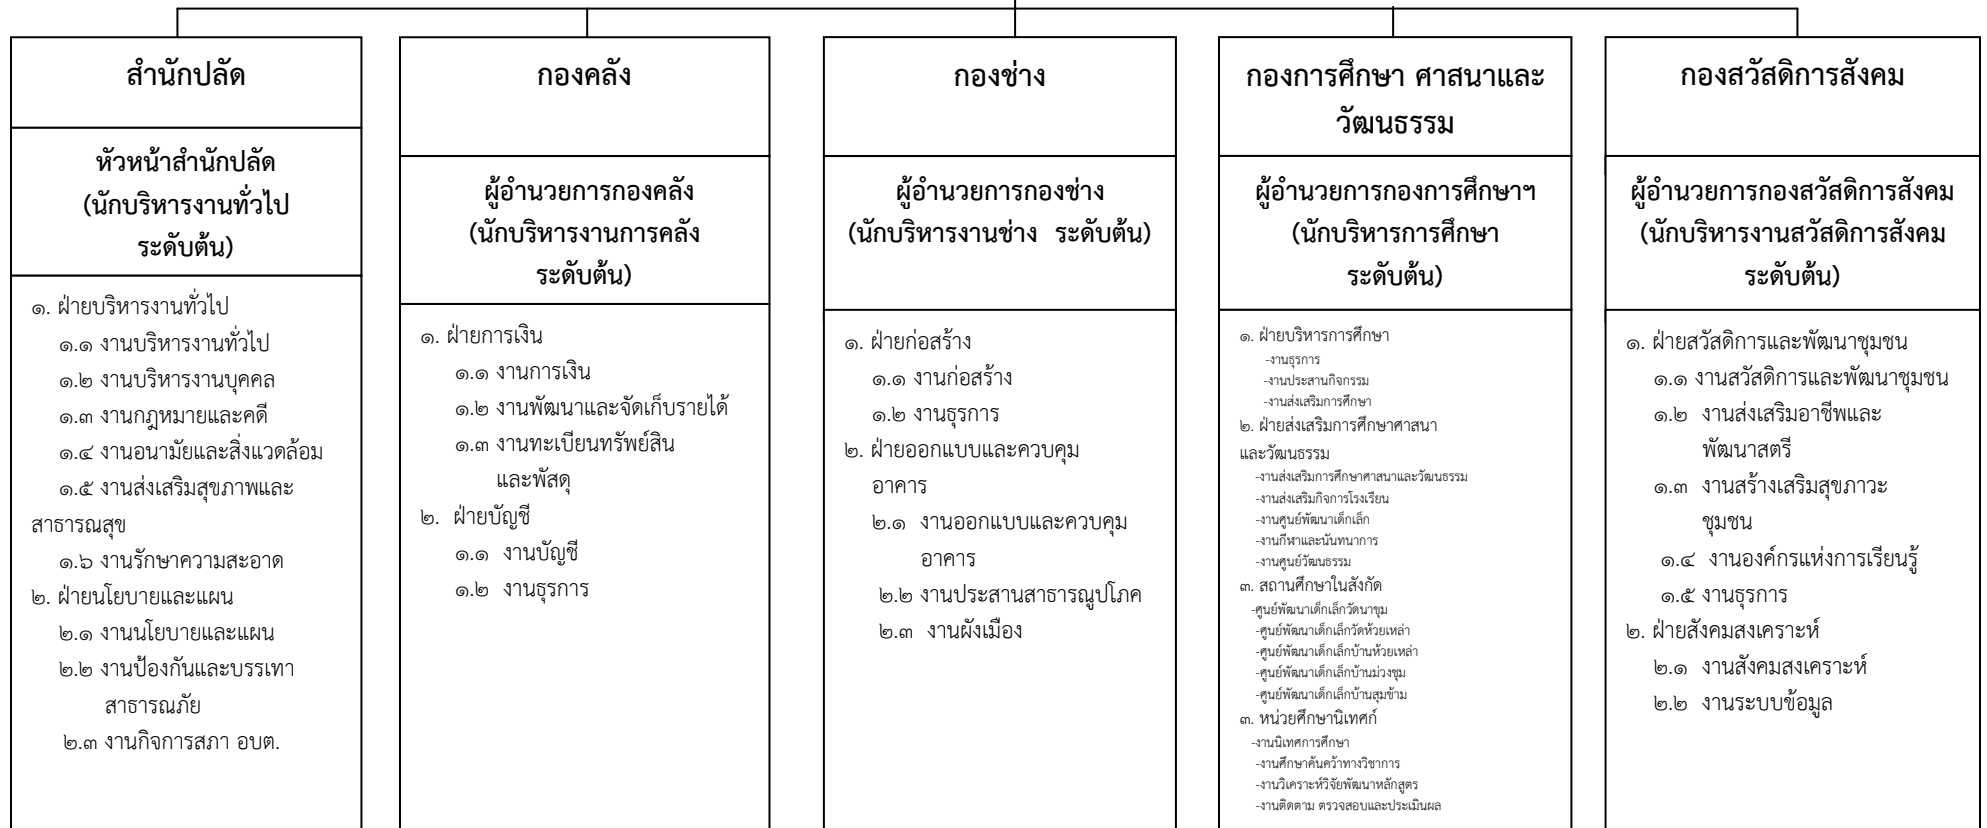 สำนักปลัด
หัวหน้าสำนักปลัด
(นักบริหารงานทั่วไป
ระดับต้น)
๑. ฝ่ายบริหารงานทั่วไป
๑.๑ งานบริหารงานทั่วไป
๑.๒ งานบริหารงานบุคคล
๑.๓ งานกฎหมายและคดี
๑.๔ งานอนามัยและสิ่งแวดล้อม
๑.๕ งานส่งเสริมสุขภาพและ
สาธารณสุข
๑.๖ งานรักษาความสะอาด
๒. ฝ่ายนโยบายและแผน
๒.๑ งานนโยบายและแผน
๒.๒ งานป้องกันและบรรเทา
สาธารณภัย
๒.๓ งานกิจการสภา อบต.
กองคลัง
ผู้อำนวยการกองคลัง
(นักบริหารงานการคลัง
ระดับต้น)
๑. ฝ่ายการเงิน
๑.๑ งานการเงิน
๑.๒ งานพัฒนาและจัดเก็บรายได้
๑.๓ งานทะเบียนทรัพย์สิน
และพัสดุ
๒. ฝ่ายบัญชี
๑.๑ งานบัญชี
๑.๒ งานธุรการ
กองช่าง
ผู้อำนวยการกองช่าง
(นักบริหารงานช่าง ระดับต้น)
๑. ฝ่ายก่อสร้าง
๑.๑ งานก่อสร้าง
๑.๒ งานธุรการ
๒. ฝ่ายออกแบบและควบคุม
อาคาร
๒.๑ งานออกแบบและควบคุม
อาคาร
๒.๒ งานประสานสาธารณูปโภค
๒.๓ งานผังเมือง
กองการศึกษา ศาสนาและ
วัฒนธรรม
ผู้อำนวยการกองการศึกษาฯ
(นักบริหารการศึกษา
ระดับต้น)
๑. ฝ่ายบริหารการศึกษา
-งานธุรการ
-งานประสานกิจกรรม
-งานส่งเสริมการศึกษา
๒. ฝ่ายส่งเสริมการศึกษาศาสนา
และวัฒนธรรม
-งานส่งเสริมการศึกษาศาสนาและวัฒนธรรม
-งานส่งเสริมกิจการโรงเรียน
-งานศูนย์พัฒนาเด็กเล็ก
-งานกีฬาและนันทนาการ
-งานศูนย์วัฒนธรรม
๓. สถานศึกษาในสังกัด
-ศูนย์พัฒนาเด็กเล็กวัดนาขุม
-ศูนย์พัฒนาเด็กเล็กวัดห้วยเหล่า
-ศูนย์พัฒนาเด็กเล็กบ้านห้วยเหล่า
-ศูนย์พัฒนาเด็กเล็กบ้านม่วงชุม
-ศูนย์พัฒนาเด็กเล็กบ้านสุมข้าม
๓. หน่วยศึกษานิเทศก์
-งานนิเทศการศึกษา
-งานศึกษาค้นคว้าทางวิชาการ
-งานวิเคราะห์วิจัยพัฒนาหลักสูตร
-งานติดตาม ตรวจสอบและประเมินผล
กองสวัสดิการสังคม
ผู้อำนวยการกองสวัสดิการสังคม
(นักบริหารงานสวัสดิการสังคม
ระดับต้น)
๑. ฝ่ายสวัสดิการและพัฒนาชุมชน
๑.๑ งานสวัสดิการและพัฒนาชุมชน
๑.๒ งานส่งเสริมอาชีพและ
พัฒนาสตรี
๑.๓ งานสร้างเสริมสุขภาวะ
ชุมชน
๑.๔ งานองค์กรแห่งการเรียนรู้
๑.๕ งานธุรการ
๒. ฝ่ายสังคมสงเคราะห์
๒.๑ งานสังคมสงเคราะห์
๒.๒ งานระบบข้อมูล